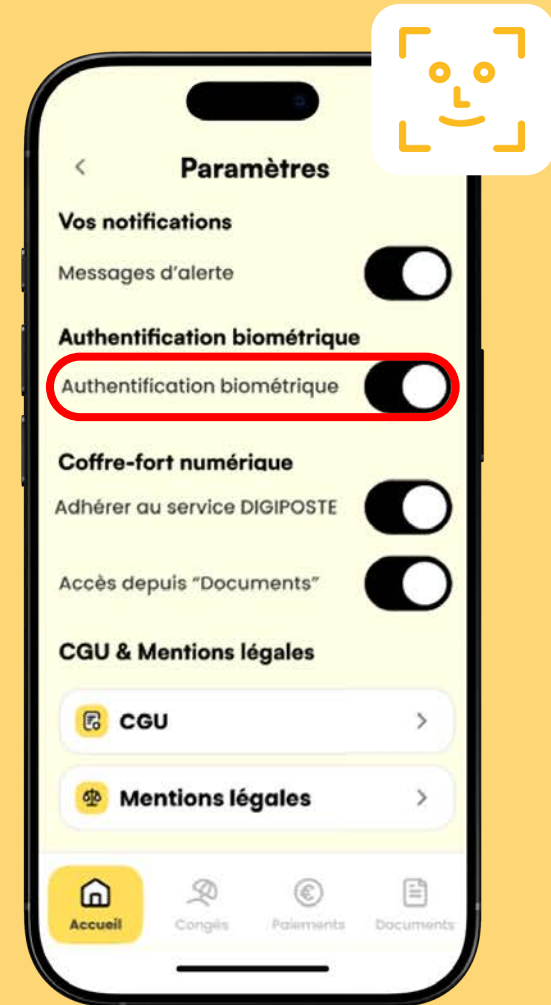 Paramètres
Vos notifications
Messages d'alerte
Authentification biométrique
Authentification biométrique
Coffre-fort numérique
Adhérer au service DIGIPOSTE
Accès depuis "Documents"
CGU & Mentions légales
CGU
Mentions légales
Accueil Congés Paiements Documents